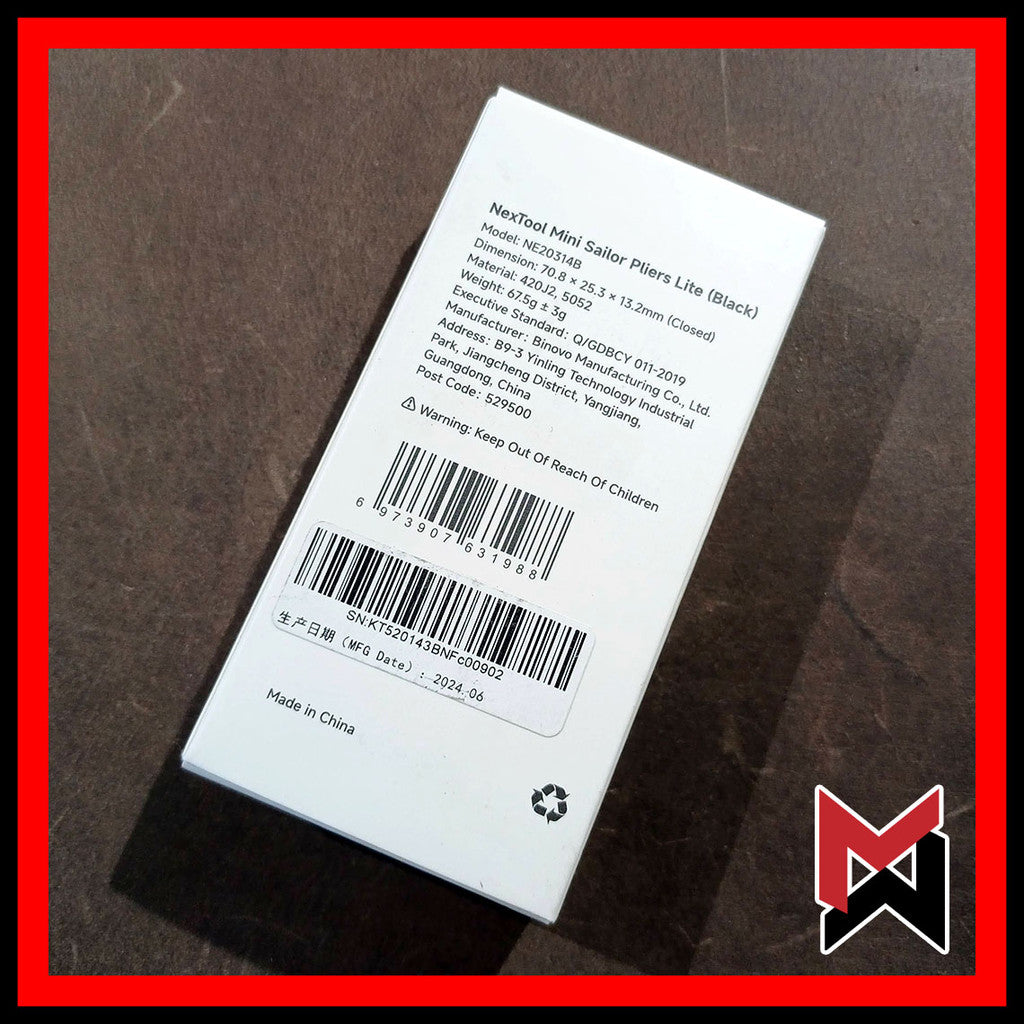 NexTool Mini Sailor Pliers Lite (Black)
Model: NE20314B
Dimension: 70.8 × 25.3 × 13.2mm (Closed)
Material: 420J2, 5052
Weight: 67.5g ± 3g
Executive Standard: Q/GDBCY 011-2019
Manufacturer: Binovo Manufacturing Co., Ltd.
Address: B9-3 Yinling Technology Industrial
Park, Jiangcheng District, Yangjiang,
Guangdong, China
Post Code: 529500
⚠ Warning: Keep Out Of Reach Of Children
6 973907 631988
SN:KT520143BNFc00902
生产日期 (MFG Date) : 2024.06
Made in China